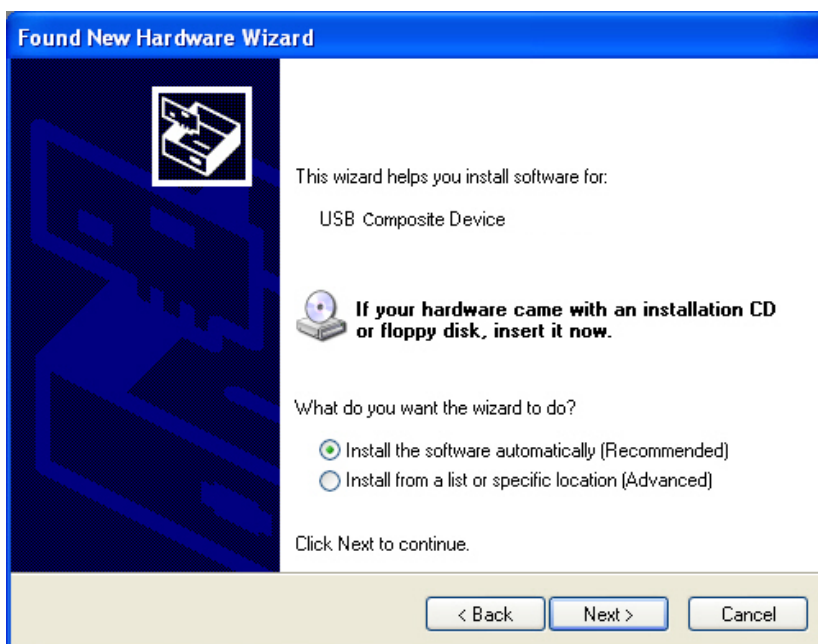 Found New Hardware Wizard
This wizard helps you install software for:
USB Composite Device
If your hardware came with an installation CD
or floppy disk, insert it now.
What do you want the wizard to do?
Install the software automatically (Recommended)
Install from a list or specific location (Advanced)
Click Next to continue.
< Back Next > Cancel